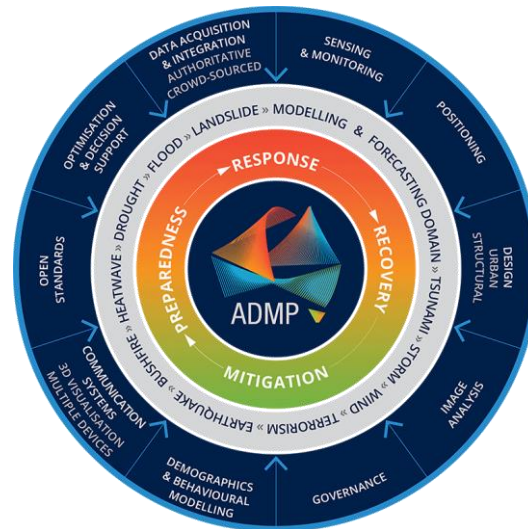 DATA ACQUISITION
& INTEGRATION
AUTHORITATIVE
CROWD-SOURCED
SENSING
& MONITORING
POSITIONING
DESIGN
URBAN
STRUCTURAL
IMAGE
ANALYSIS
GOVERNANCE
DEMOGRAPHICS
& BEHAVIOURAL
MODELLING
COMMUNICATION
SYSTEMS
3D VISUALISATION
MULTIPLE DEVICES
OPEN
STANDARDS
OPTIMISATION
& DECISION
SUPPORT
MODELLING & FORECASTING DOMAIN » TSUNAMI » STORM » WIND » TERRORISM » EARTHQUAKE » BUSHFIRE » HEATWAVE » DROUGHT » FLOOD » LANDSLIDE »
RESPONSE
RECOVERY
MITIGATION
PREPAREDNESS
ADMP